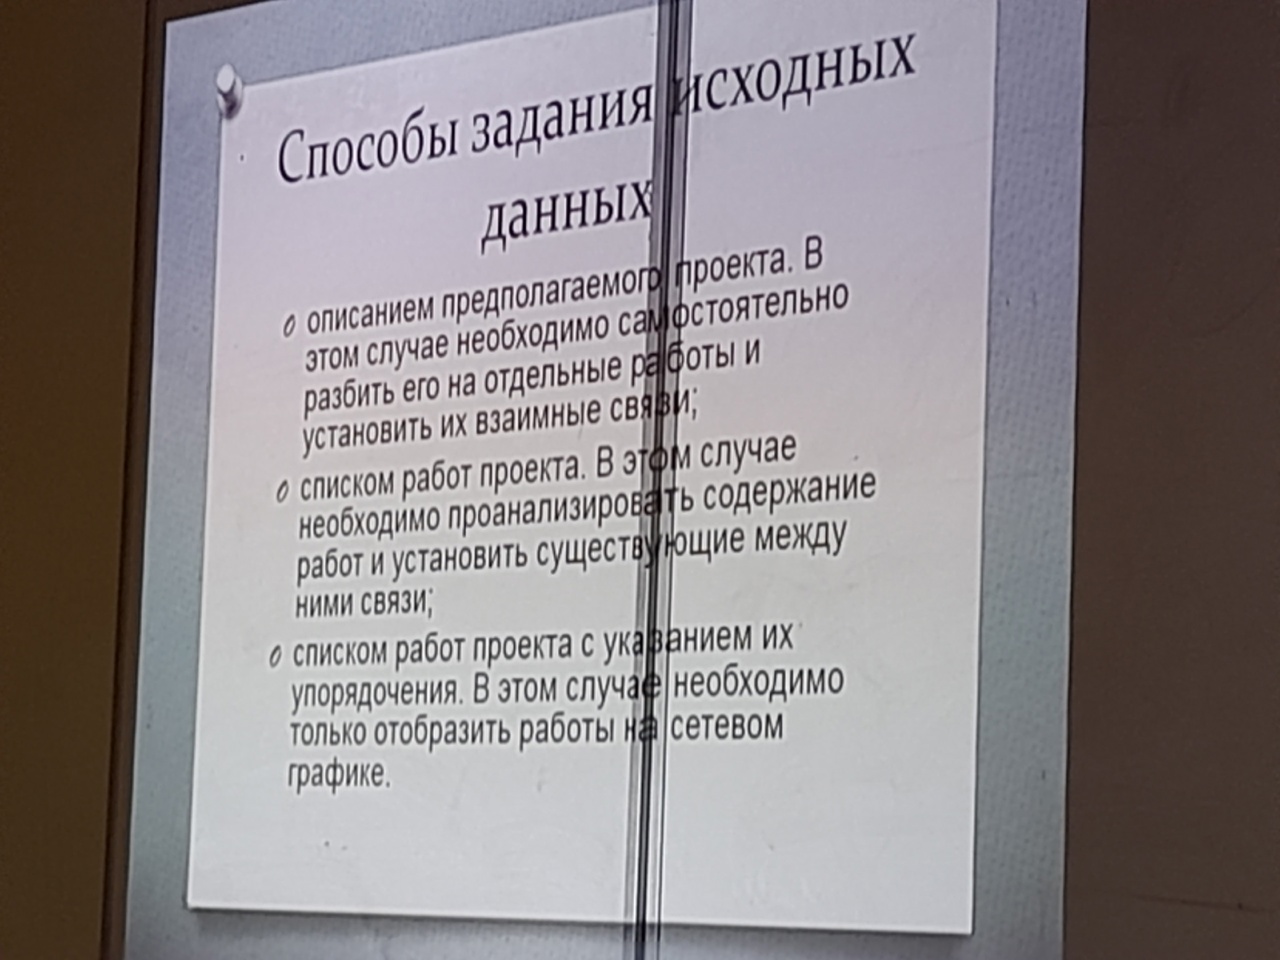 Способы задания исходных
данных
описанием предполагаемого проекта. В
этом случае необходимо самостоятельно
разбить его на отдельные работы и
установить их взаимные связи;
списком работ проекта. В этом случае
необходимо проанализировать содержание
работ и установить существующие между
ними связи;
списком работ проекта с указанием их
упорядочения. В этом случае необходимо
только отобразить работы на сетевом
графике.